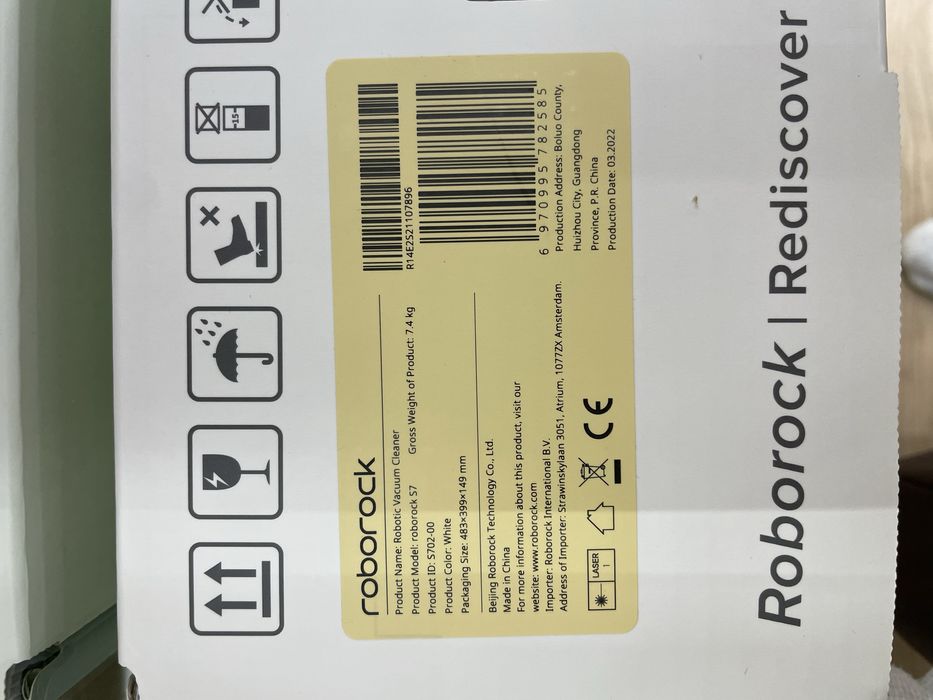 roborock
Product Name: Robotic Vacuum Cleaner
Product Model: roborock S7 Gross Weight of Product: 7.4 kg
Product ID: S702-00
Product Color: White
Packaging Size: 483×399×149 mm
Beijing Roborock Technology Co., Ltd.
Made in China
For more information about this product, visit our
website: www.roborock.com
Importer: Roborock International B.V.
Address of Importer: Strawinskylaan 3051, Atrium, 1077ZX Amsterdam.
LASER
1
CE
R14E2S21107896
6 970995 782585
Production Address: Boluo County,
Huizhou City, Guangdong
Province, P.R. China
Production Date: 03.2022
-15-
Roborock | Rediscover